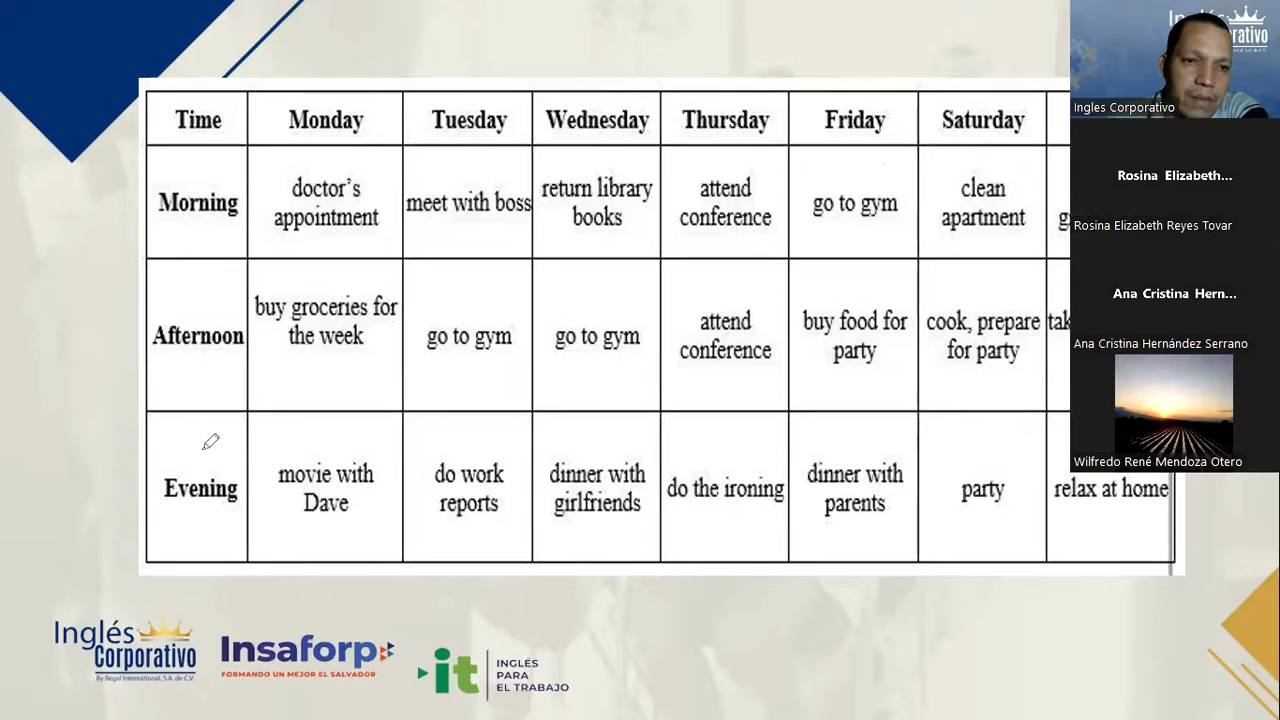 Time Monday Tuesday Wednesday Thursday Friday Saturday
Morning
doctor's
appointment
meet with boss
return library
books
attend
conference
go to gym
clean
apartment
Afternoon
buy groceries for
the week
go to gym
go to gym
attend
conference
buy food for
party
cook, prepare
for party
Evening
movie with
Dave
do work
reports
dinner with
girlfriends
do the ironing
dinner with
parents
party
relax at home
Ingles Corporativo
Rosina Elizabeth...
Rosina Elizabeth Reyes Tovar
Ana Cristina Hern...
Ana Cristina Hernández Serrano
Wilfredo René Mendoza Otero
Inglés
Corporativo
By Regal International, S.A. de C.V.
Insaforp
FORMANDO UN MEJOR EL SALVADOR
it
INGLÉS
PARA
EL TRABAJO